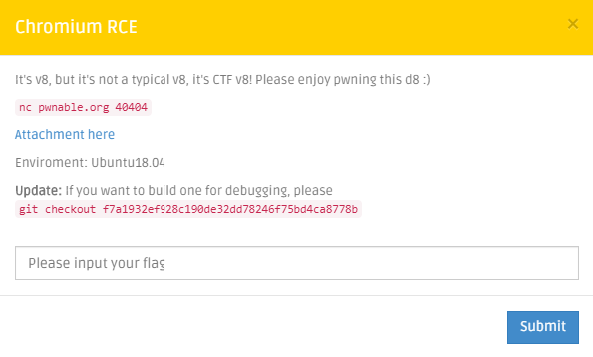 Chromium RCE
×
It's v8, but it's not a typical v8, it's CTF v8! Please enjoy pwning this d8 :)
nc pwnable.org 40404
Attachment here
Enviroment: Ubuntu18.04
Update: If you want to build one for debugging, please
git checkout f7a1932ef928c190de32dd78246f75bd4ca8778b
Please input your flag
Submit